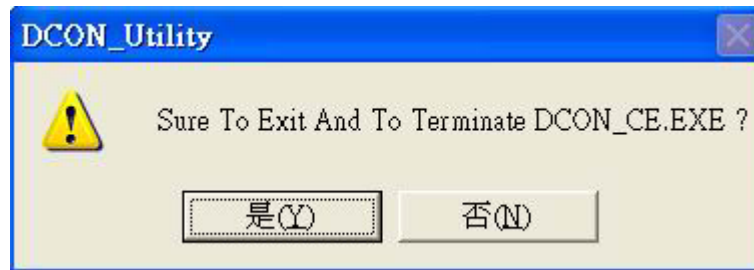 DCON_Utility
Sure To Exit And To Terminate DCON_CE.EXE ?
是(Y) 否(N)